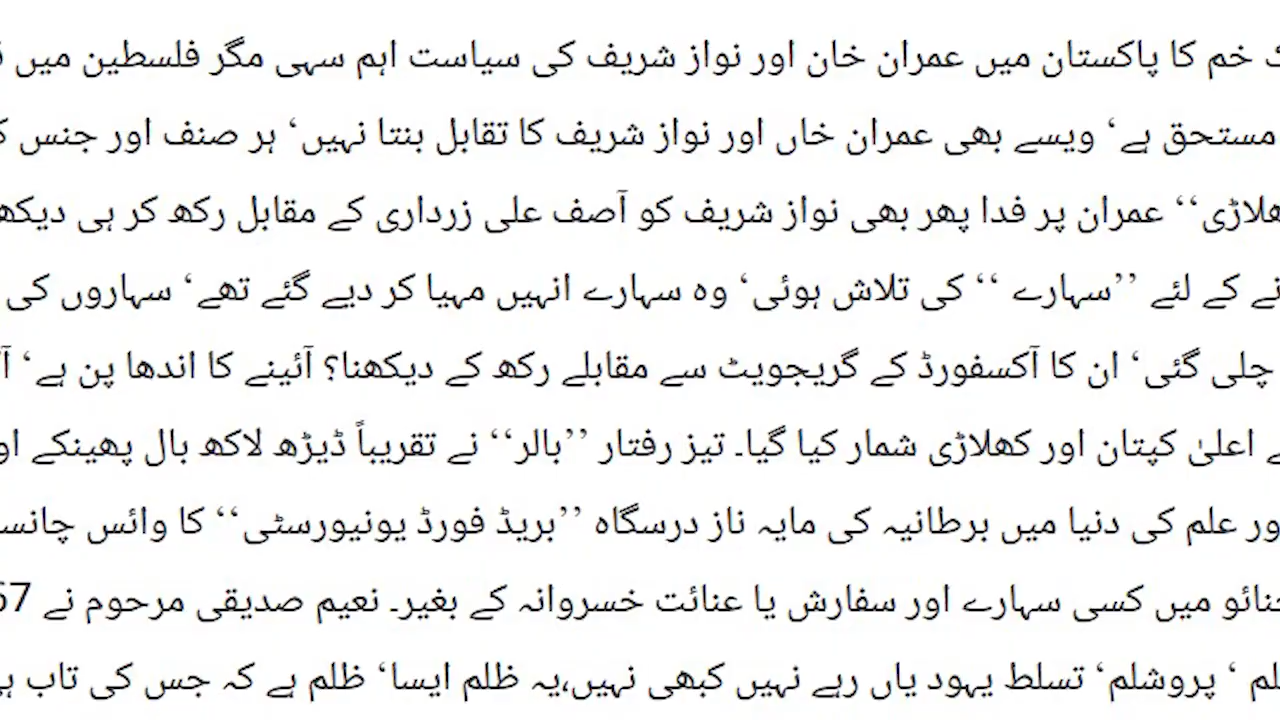 خم کا پاکستان میں عمران خان اور نواز شریف کی سیاست اہم سہی مگر فلسطین میں
مستحق ہے‘ ویسے بھی عمران خاں اور نواز شریف کا تقابل بنتا نہیں‘ ہر صنف اور جنس
ھلاڑی‘‘ عمران پر فدا پھر بھی نواز شریف کو آصف علی زرداری کے مقابل رکھ کر ہی دیکھ
نے کے لئے ’’سہارے ‘‘ کی تلاش ہوئی‘ وہ سہارے انہیں مہیا کر دیے گئے تھے‘ سہاروں کی
چلی گئی‘ ان کا آکسفورڈ کے گریجویٹ سے مقابلے رکھ کے دیکھنا؟ آئینے کا اندھا پن ہے‘
اعلیٰ کپتان اور کھلاڑی شمار کیا گیا۔ تیز رفتار ’’بالر‘‘ نے تقریباً ڈیڑھ لاکھ بال پھینکے او
ور علم کی دنیا میں برطانیہ کی مایہ ناز درسگاہ ’’بریڈ فورڈ یونیورسٹی‘‘ کا وائس چانس
نائو میں کسی سہارے اور سفارش یا عنائت خسروانہ کے بغیر۔ نعیم صدیقی مرحوم نے 67
لم ‘ پروشلم‘ تسلط یہود یاں رہے نہیں کبھی نہیں،یہ ظلم ایسا‘ ظلم ہے کہ جس کی تاب